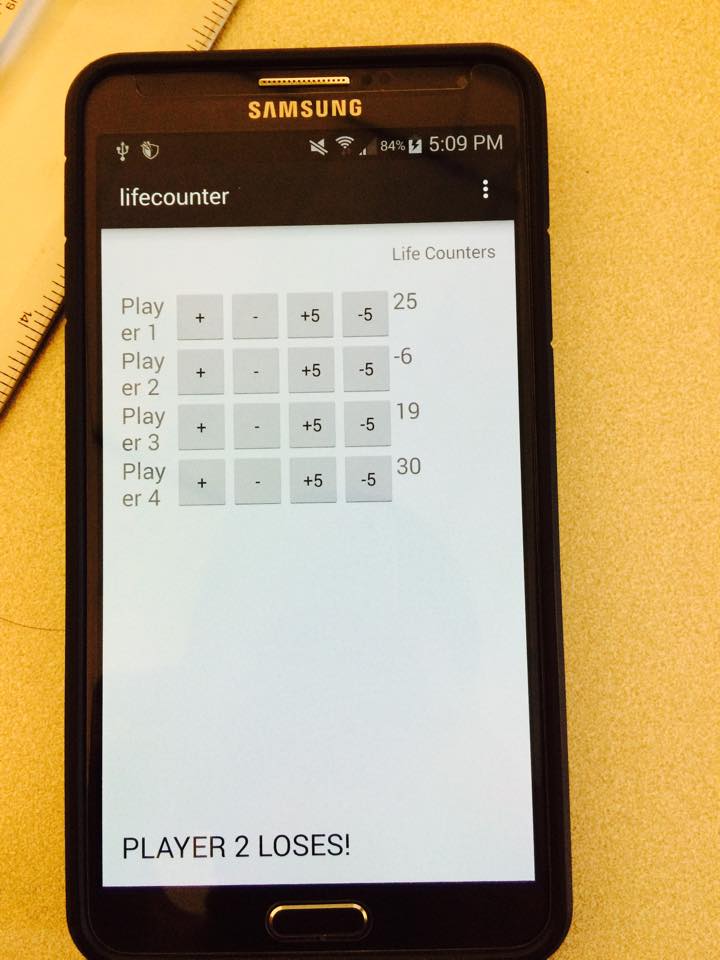 SAMSUNG
84% 5:09 PM
lifecounter
Life Counters
Play
er 1
+ - +5 -5 25
Play
er 2
+ - +5 -5 -6
Play
er 3
+ - +5 -5 19
Play
er 4
+ - +5 -5 30
PLAYER 2 LOSES!
14